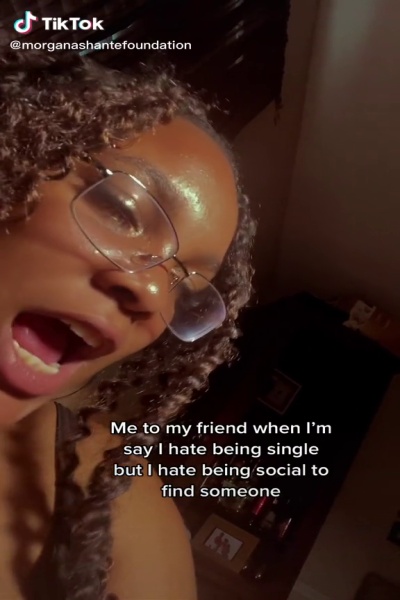 TikTok
@morganashantefoundation
Me to my friend when I'm
say I hate being single
but I hate being social to
find someone